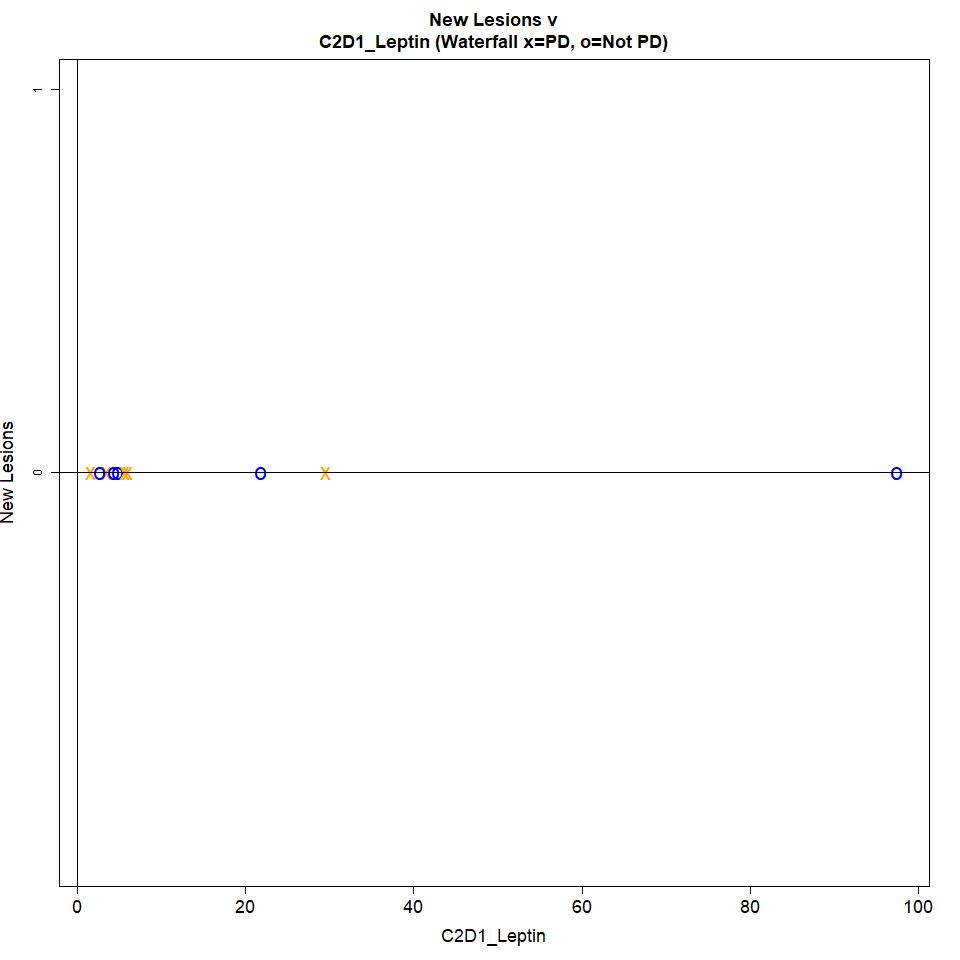 New Lesions v
C2D1_Leptin (Waterfall x=PD, o=Not PD)
1
New Lesions
0
x o x o o x x o x o
0 20 40 60 80 100
C2D1_Leptin